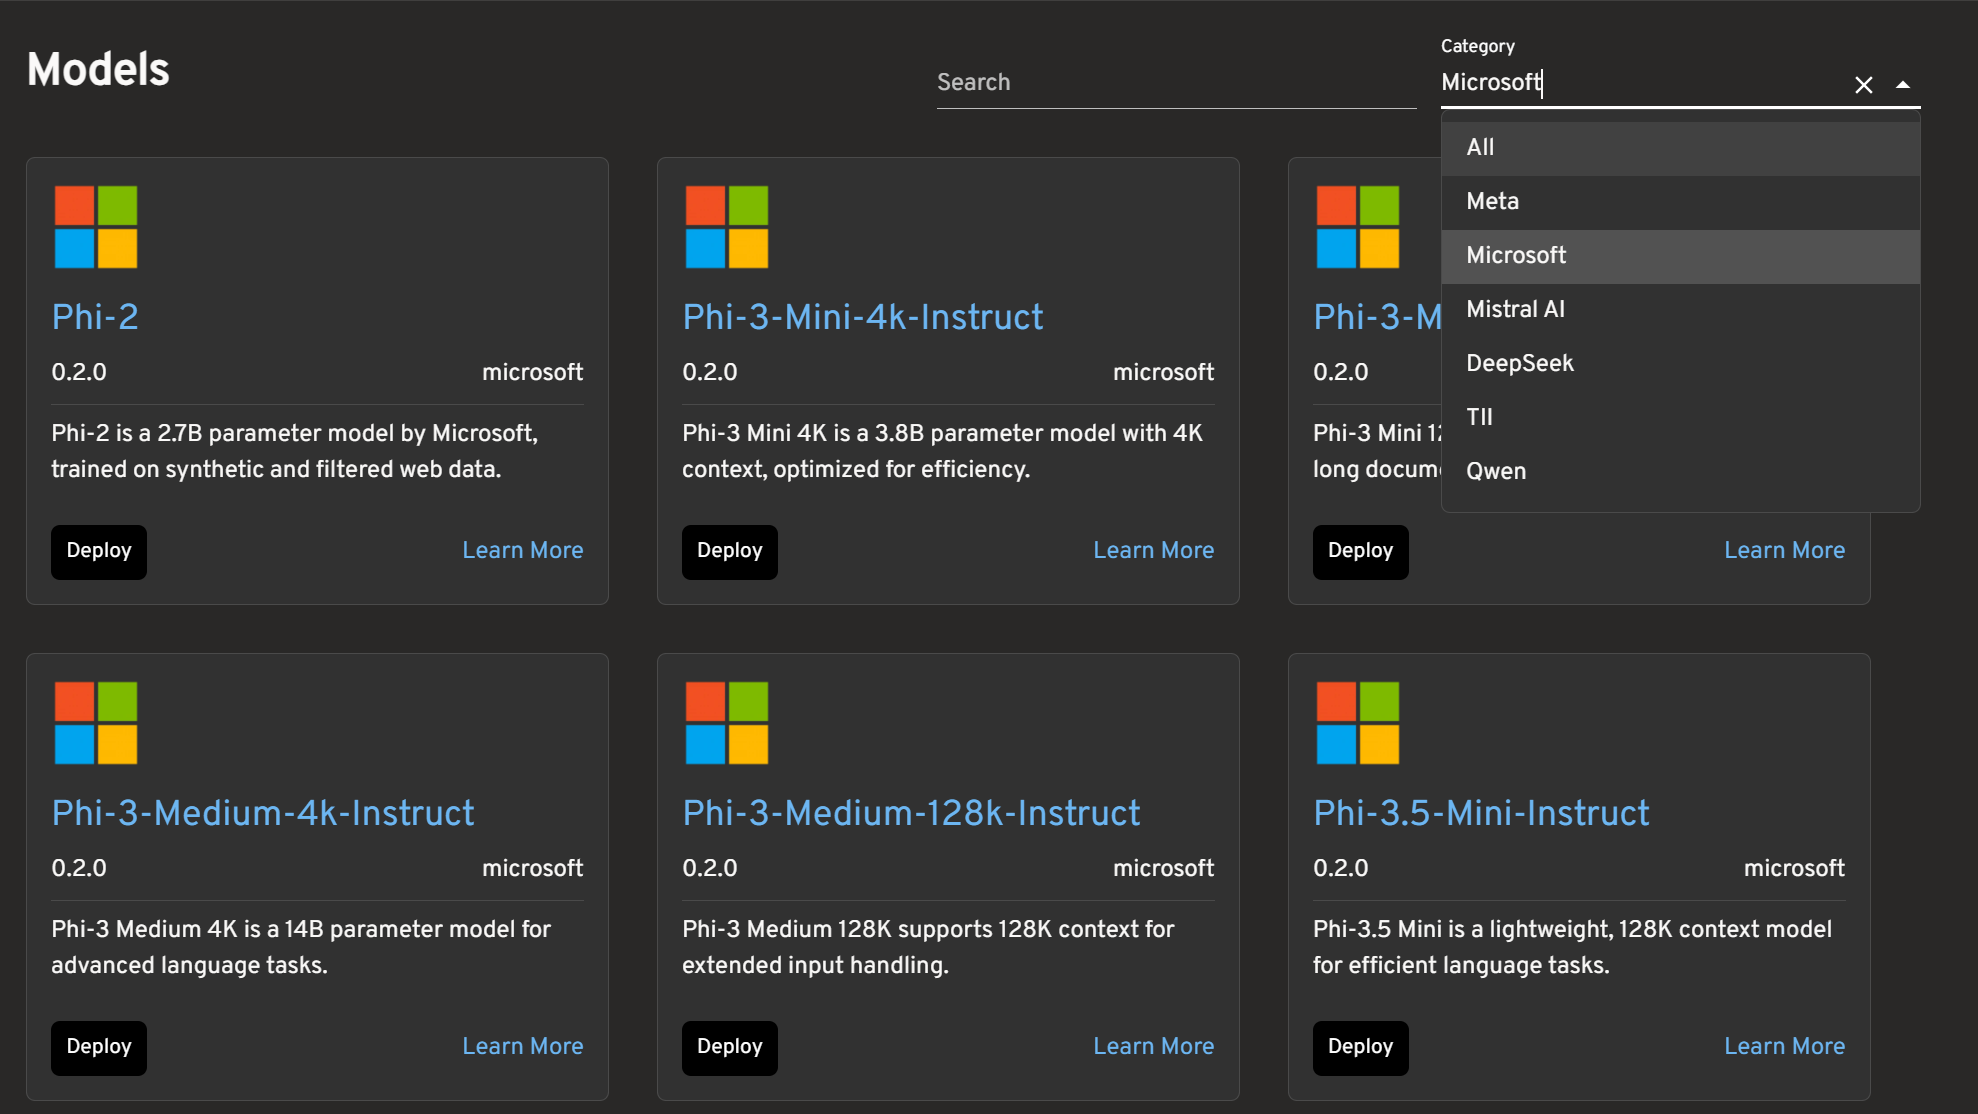 Models
Search
Category
Microsoft
All
Meta
Microsoft
Mistral AI
DeepSeek
TII
Qwen
Phi-2
0.2.0 microsoft
Phi-2 is a 2.7B parameter model by Microsoft,
trained on synthetic and filtered web data.
Deploy Learn More
Phi-3-Mini-4k-Instruct
0.2.0 microsoft
Phi-3 Mini 4K is a 3.8B parameter model with 4K
context, optimized for efficiency.
Deploy Learn More
Phi-3-M
0.2.0
Phi-3 Mini 12
long docum
Deploy Learn More
Phi-3-Medium-4k-Instruct
0.2.0 microsoft
Phi-3 Medium 4K is a 14B parameter model for
advanced language tasks.
Deploy Learn More
Phi-3-Medium-128k-Instruct
0.2.0 microsoft
Phi-3 Medium 128K supports 128K context for
extended input handling.
Deploy Learn More
Phi-3.5-Mini-Instruct
0.2.0 microsoft
Phi-3.5 Mini is a lightweight, 128K context model
for efficient language tasks.
Deploy Learn More